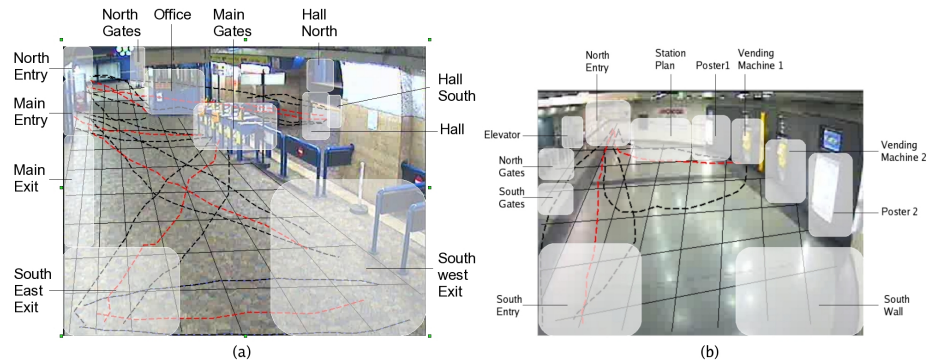 North
Gates
Office
Main
Gates
Hall
North
North
Entry
Main
Entry
Main
Exit
South
East
Exit
Hall
South
Hall
South
west
Exit
(a)
North
Entry
Station
Plan
Poster1
Vending
Machine 1
Elevator
North
Gates
South
Gates
South
Entry
Vending
Machine 2
Poster 2
South
Wall
(b)